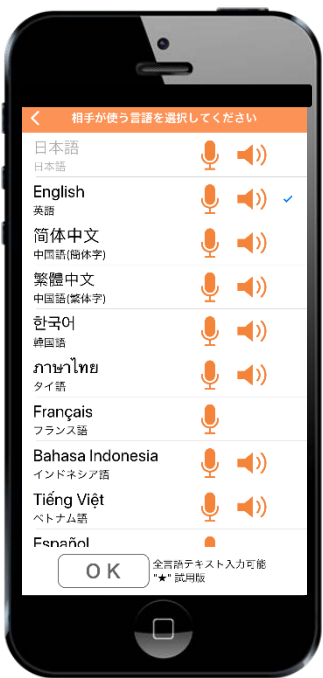 相手が使う言語を選択してください
日本語
日本語
English
英語
简体中文
中国語(簡体字)
繁體中文
中国語(繁体字)
한국어
韓国語
ภาษาไทย
タイ語
Français
フランス語
Bahasa Indonesia
インドネシア語
Tiếng Việt
ベトナム語
Español
OK
全言語テキスト入力可能
"★" 試用版